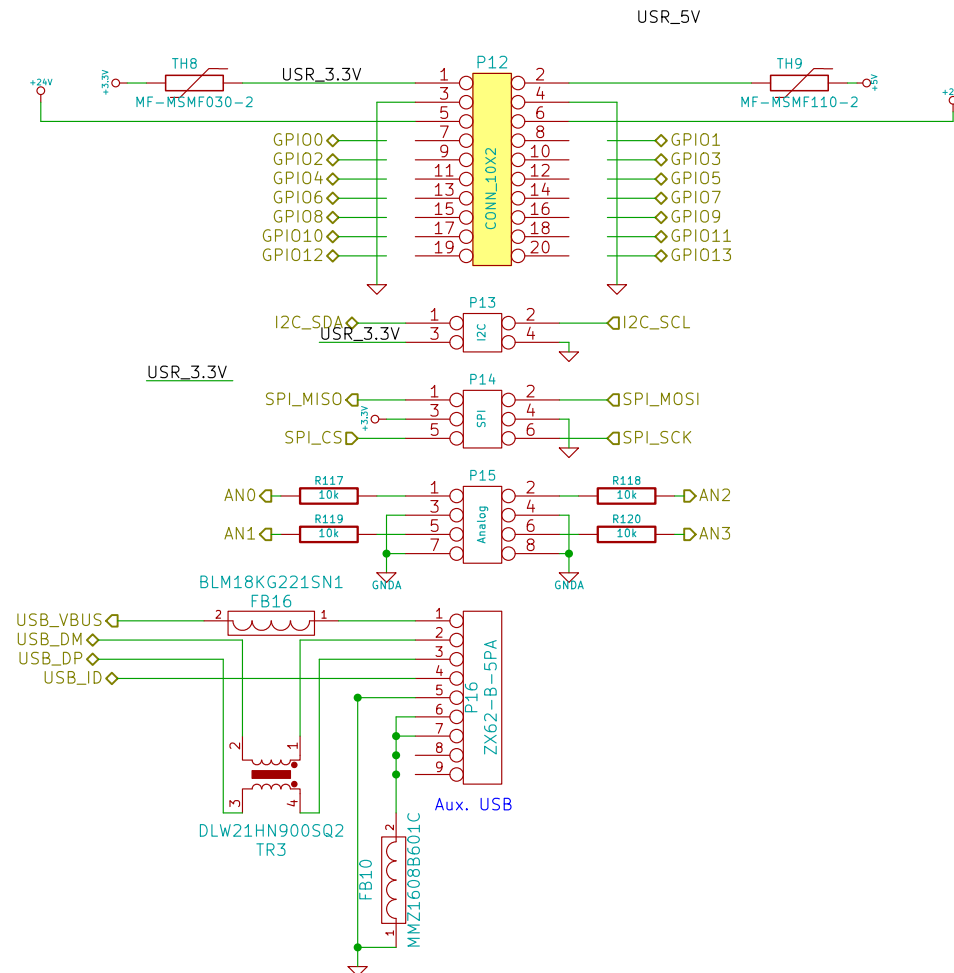 USR_5V
TH8
P12
TH9
+24V
+3.3V
USR_3.3V
1
2
+5V
+2
MF-MSMF030-2
3
4
MF-MSMF110-2
5
6
GPIO0
7
8
GPIO1
GPIO2
9
10
GPIO3
GPIO4
11
12
GPIO5
GPIO6
13
14
GPIO7
GPIO8
15
16
GPIO9
GPIO10
17
18
GPIO11
GPIO12
19
20
GPIO13
CONN_10X2
P13
I2C_SDA
1
2
I2C_SCL
USR_3.3V
3
4
I2C
USR_3.3V
P14
SPI_MISO
1
2
SPI_MOSI
+3.3V
3
4
SPI
SPI_CS
5
6
SPI_SCK
P15
R117
R118
AN0
10k
1
2
10k
AN2
3
4
R119
R120
AN1
10k
5
6
10k
AN3
7
8
Analog
GNDA
GNDA
BLM18KG221SN1
FB16
USB_VBUS
2
1
1
USB_DM
2
USB_DP
3
USB_ID
4
5
6
7
8
9
P16
ZX62-B-5PA
2
1
3
4
Aux. USB
DLW21HN900SQ2
TR3
2
FB10
MMZ1608B601C
1